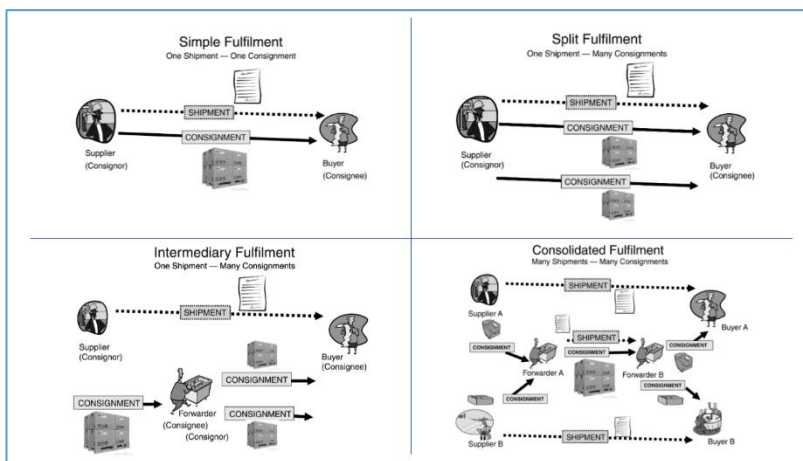 Simple Fulfilment
One Shipment — One Consignment
SHIPMENT
CONSIGNMENT
Supplier
(Consignor)
Buyer
(Consignee)
Split Fulfilment
One Shipment — Many Consignments
SHIPMENT
CONSIGNMENT
Supplier
(Consignor)
Buyer
(Consignee)
CONSIGNMENT
Intermediary Fulfilment
One Shipment — Many Consignments
SHIPMENT
Supplier
(Consignor)
Buyer
(Consignee)
CONSIGNMENT
CONSIGNMENT
Forwarder
(Consignee)
(Consignor)
CONSIGNMENT
Consolidated Fulfilment
Many Shipments — Many Consignments
SHIPMENT
Supplier A
Buyer A
SHIPMENT
CONSIGNMENT
CONSIGNMENT
CONSIGNMENT
Forwarder A
Forwarder B
CONSIGNMENT
CONSIGNMENT
Supplier B
SHIPMENT
Buyer B